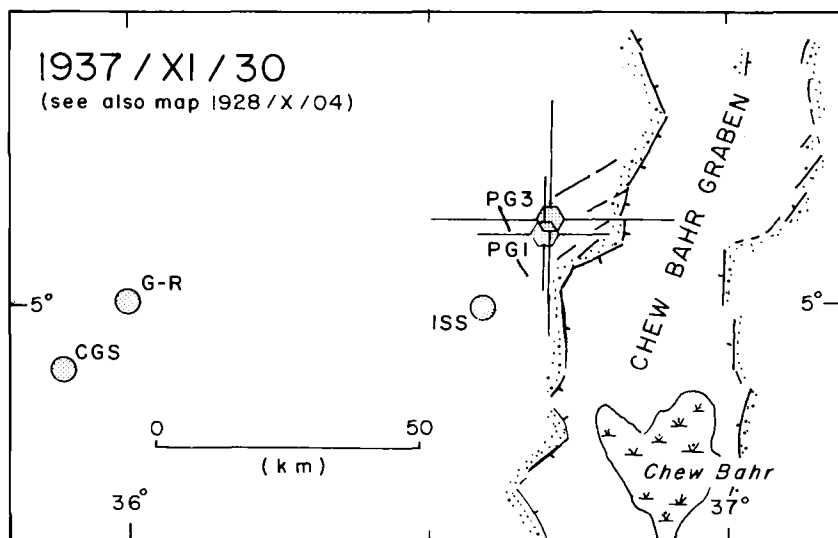 1937/XI/30
(see also map 1928/X/04)
CHEW BAHR GRABEN
PG3
PG1
G-R
5°
ISS
5°
CGS
0
50
(km)
Chew Bahr
36°
37°